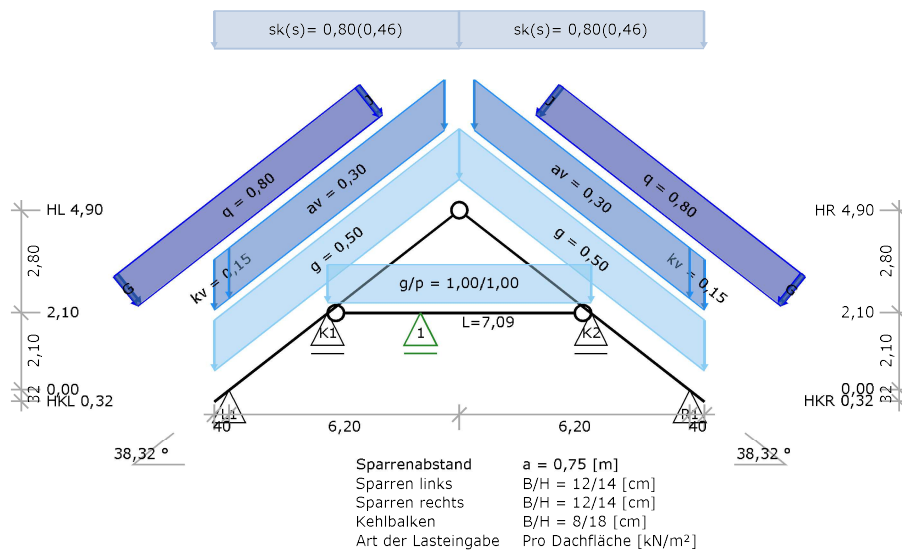 sk(s)= 0,80(0,46) sk(s)= 0,80(0,46)
D D
q = 0,80 av = 0,30 av = 0,30 q = 0,80
HL 4,90 HR 4,90
g = 0,50 g = 0,50
2,80 2,80
kv = 0,15 kv = 0,15
G G
g/p = 1,00/1,00
2,10 2,10
L=7,09
K1 1 K2
2,10 2,10
0,00 0,00
32 32
HKL 0,32 HKR 0,32
L1 R1
40 6,20 6,20 40
38,32 ° 38,32 °
Sparrenabstand a = 0,75 [m]
Sparren links B/H = 12/14 [cm]
Sparren rechts B/H = 12/14 [cm]
Kehlbalken B/H = 8/18 [cm]
Art der Lasteingabe Pro Dachfläche [kN/m²]